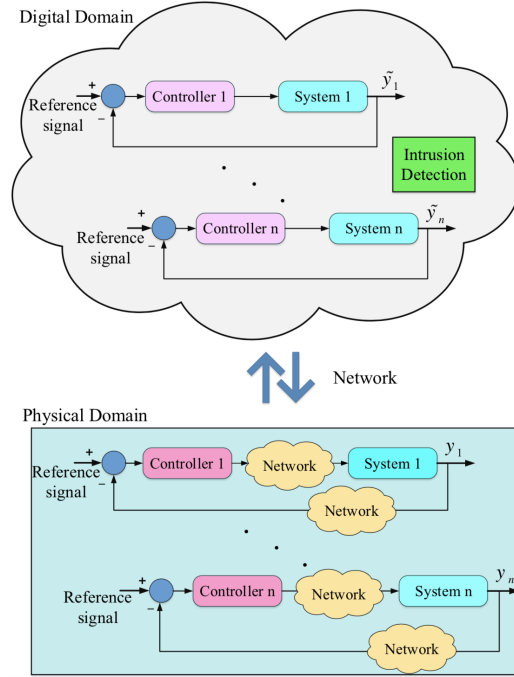 Digital Domain
+
Reference
signal
−
Controller 1
System 1
ỹ1
Intrusion
Detection
+
Reference
signal
−
Controller n
System n
ỹn
Network
Physical Domain
+
Reference
signal
−
Controller 1
Network
System 1
y1
Network
+
Reference
signal
−
Controller n
Network
System n
yn
Network